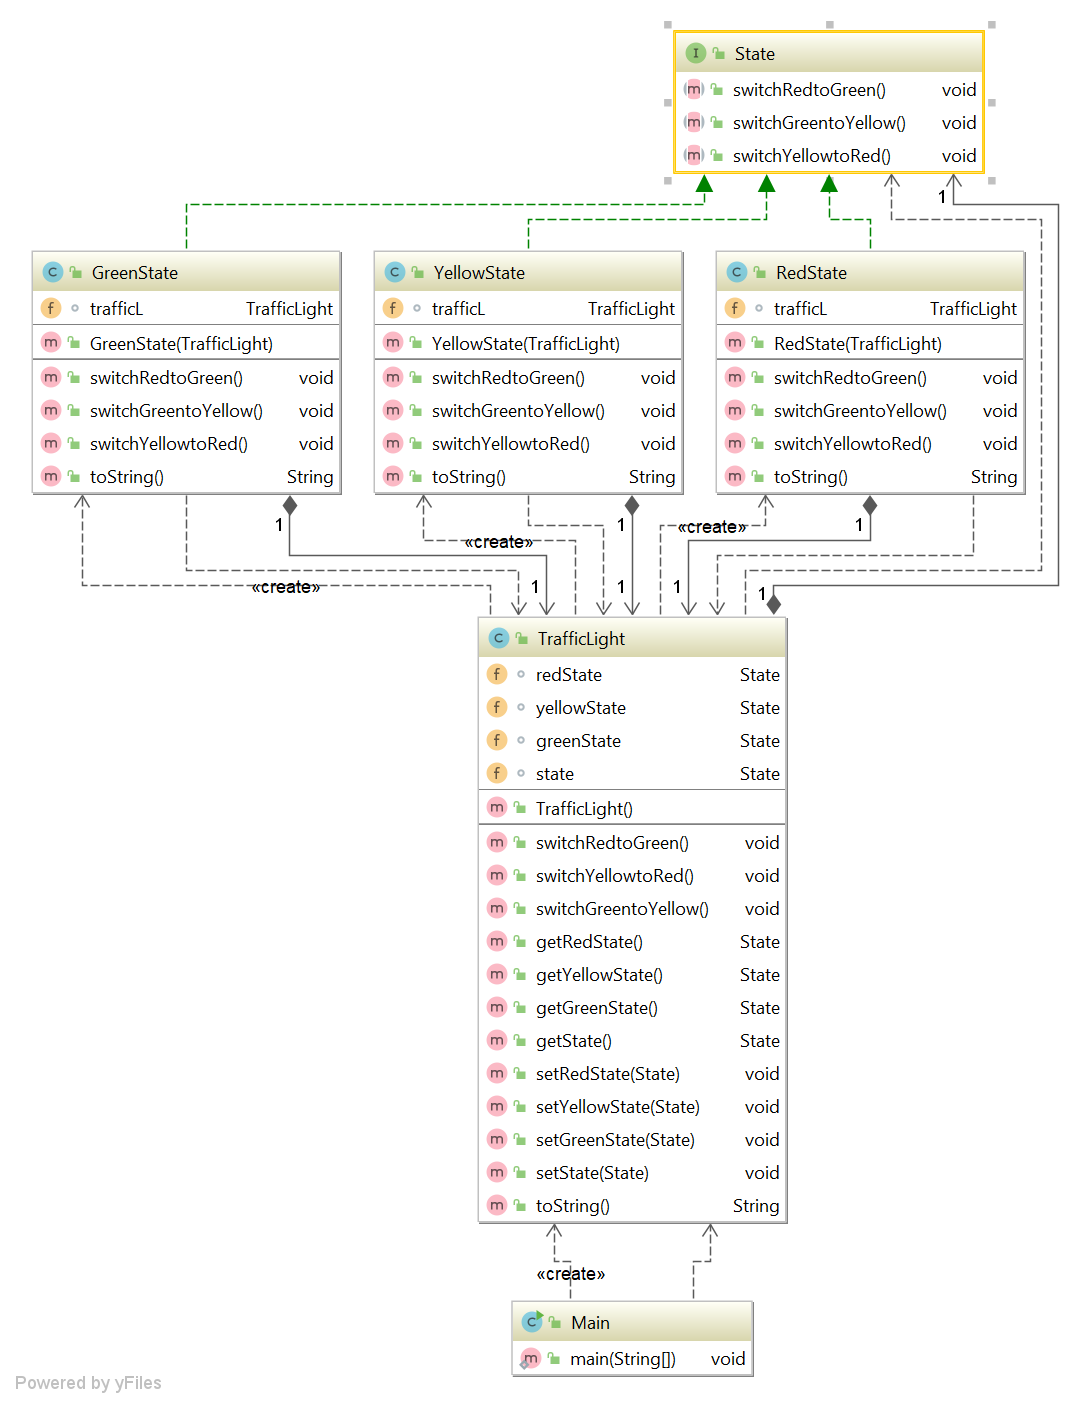 State
switchRedtoGreen() void
switchGreentoYellow() void
switchYellowtoRed() void
1
GreenState
trafficL TrafficLight
GreenState(TrafficLight)
switchRedtoGreen() void
switchGreentoYellow() void
switchYellowtoRed() void
toString() String
YellowState
trafficL TrafficLight
YellowState(TrafficLight)
switchRedtoGreen() void
switchGreentoYellow() void
switchYellowtoRed() void
toString() String
RedState
trafficL TrafficLight
RedState(TrafficLight)
switchRedtoGreen() void
switchGreentoYellow() void
switchYellowtoRed() void
toString() String
1 1 «create» 1
«create»
«create» 1 1 1 1
TrafficLight
redState State
yellowState State
greenState State
state State
TrafficLight()
switchRedtoGreen() void
switchYellowtoRed() void
switchGreentoYellow() void
getRedState() State
getYellowState() State
getGreenState() State
getState() State
setRedState(State) void
setYellowState(State) void
setGreenState(State) void
setState(State) void
toString() String
«create»
Main
main(String[]) void
Powered by yFiles